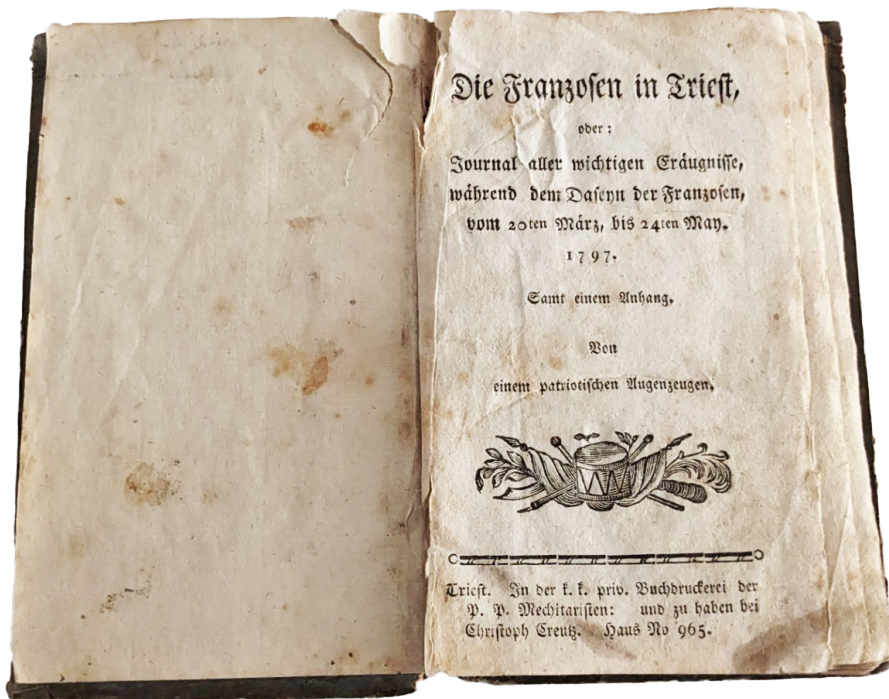 Die Franzosen in Triest,
oder:
Journal aller wichtigen Eräugnisse,
während dem Daseyn der Franzosen,
vom 20ten März, bis 24ten May.
1797.
Samt einem Anhang.
Von
einem patriotischen Augenzeugen.
Triest. In der k. k. priv. Buchdruckerei der
P. P. Mechitaristen: und zu haben bei
Christoph Creutz. Haus No 965.